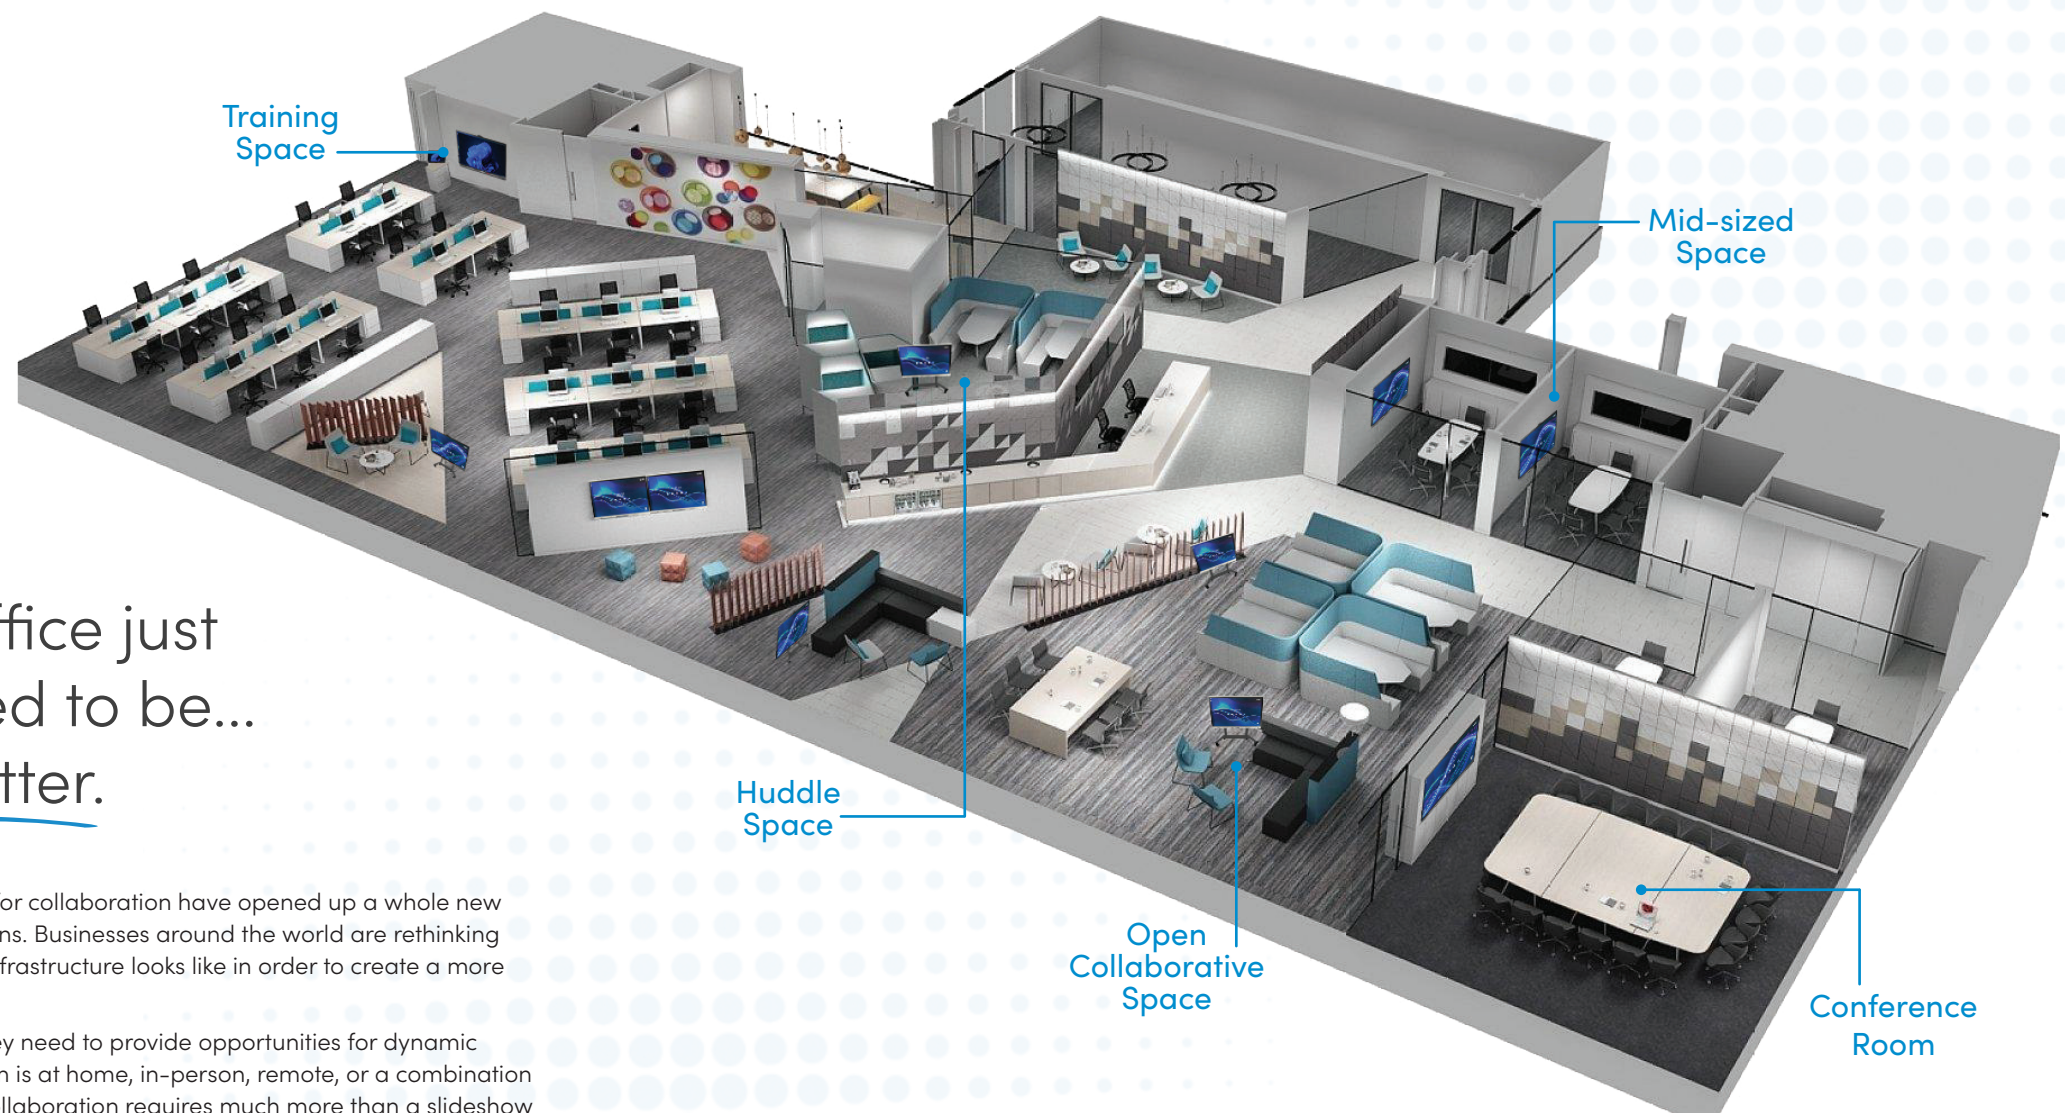 Training
Space
Mid-sized
Space
ffice just
ed to be...
tter.
Huddle
Space
Open
Collaborative
Space
Conference
Room
or collaboration have opened up a whole new
ns. Businesses around the world are rethinking
frastructure looks like in order to create a more
ey need to provide opportunities for dynamic
n is at home, in-person, remote, or a combination
ollaboration requires much more than a slideshow